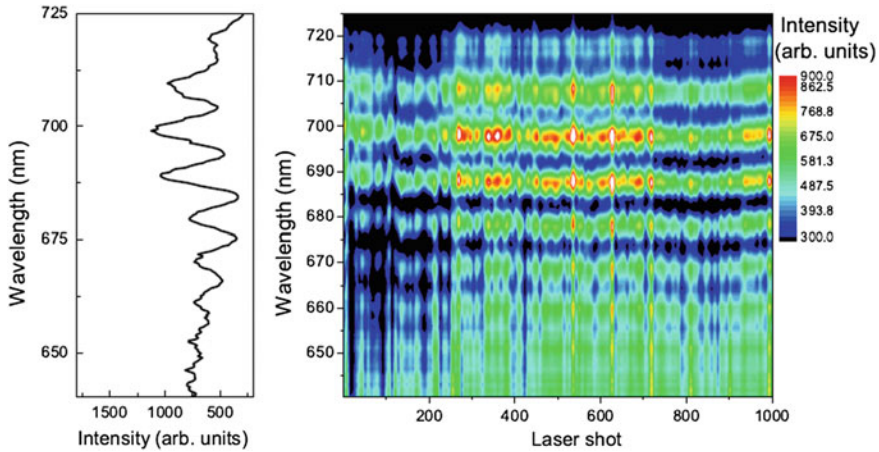 725
700
675
650
Wavelength (nm)
1500 1000 500
Intensity (arb. units)
720
710
700
690
680
670
660
650
Wavelength (nm)
200 400 600 800 1000
Laser shot
Intensity
(arb. units)
900.0
862.5
768.8
675.0
581.3
487.5
393.8
300.0